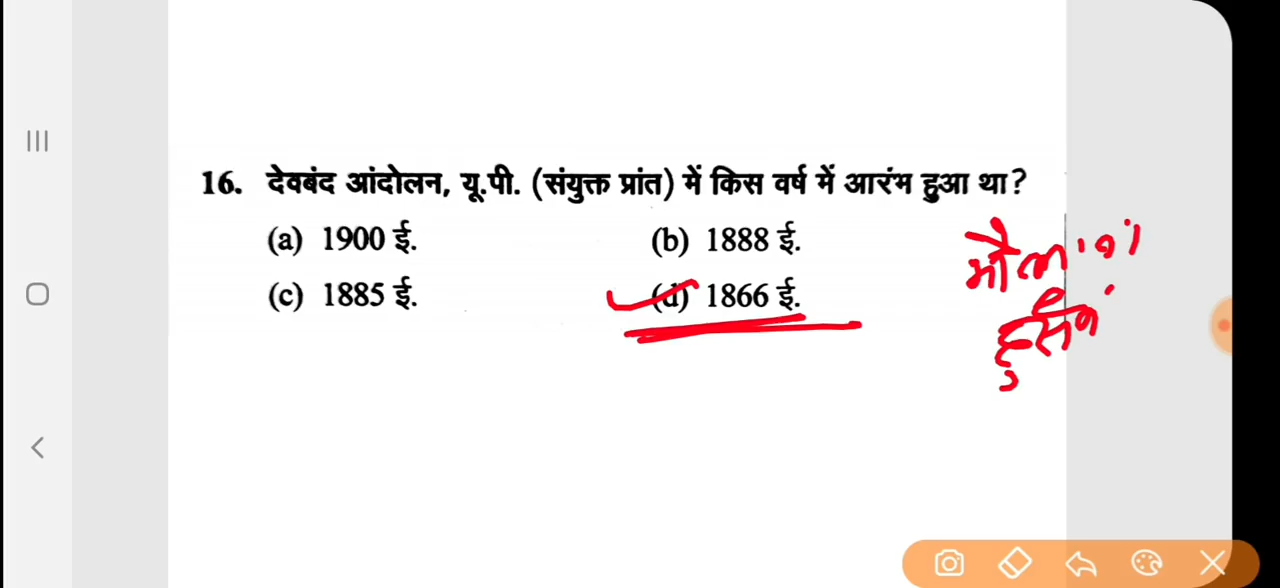 16. देवबंद आंदोलन, यू.पी. (संयुक्त प्रांत) में किस वर्ष में आरंभ हुआ था?
(a) 1900 ई. (b) 1888 ई.
(c) 1885 ई. (d) 1866 ई.